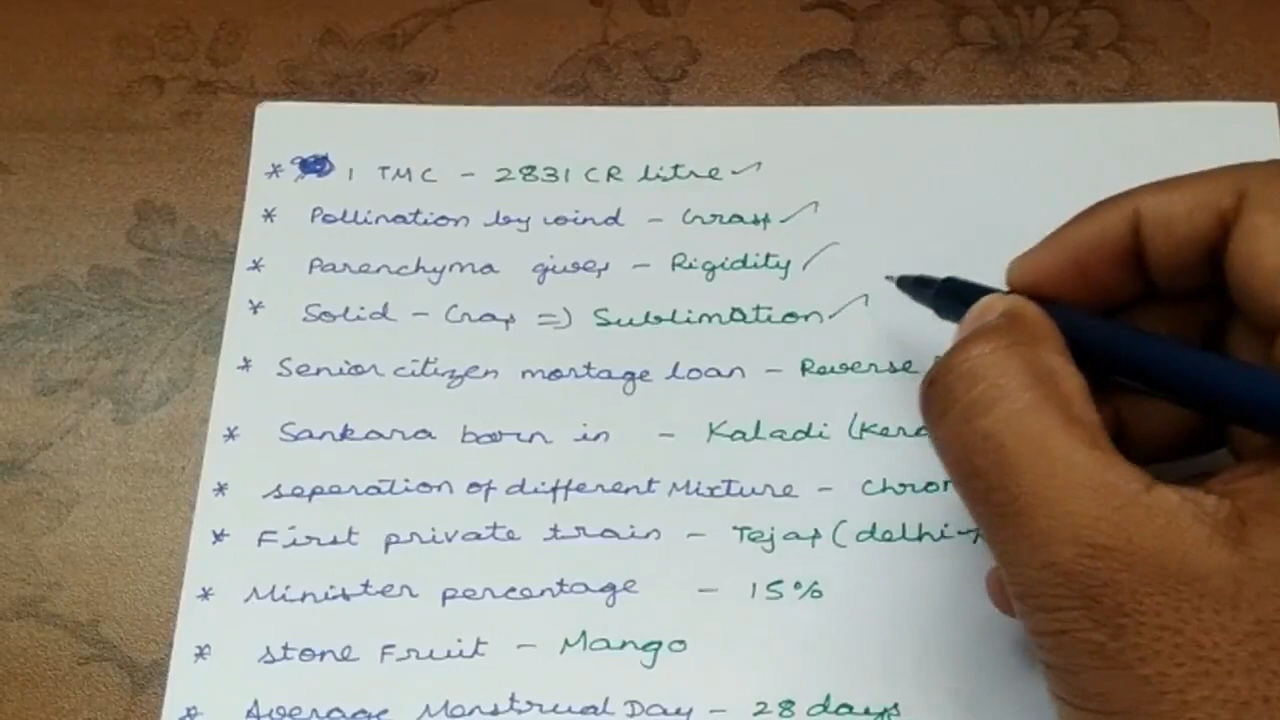 * 1 TMC - 2831 CR litre ✓
* Pollination by wind - Grass ✓
* Parenchyma gives - Rigidity ✓
* Solid - Gas => Sublimation ✓
* Senior citizen mortage loan - Reverse
* Sankara born in - Kaladi (Kera
* seperation of different Mixture - Chrom
* First private train - Tejas (delhi-
* Minister percentage - 15%
* stone Fruit - Mango
* Average Menstrual Day - 28 days